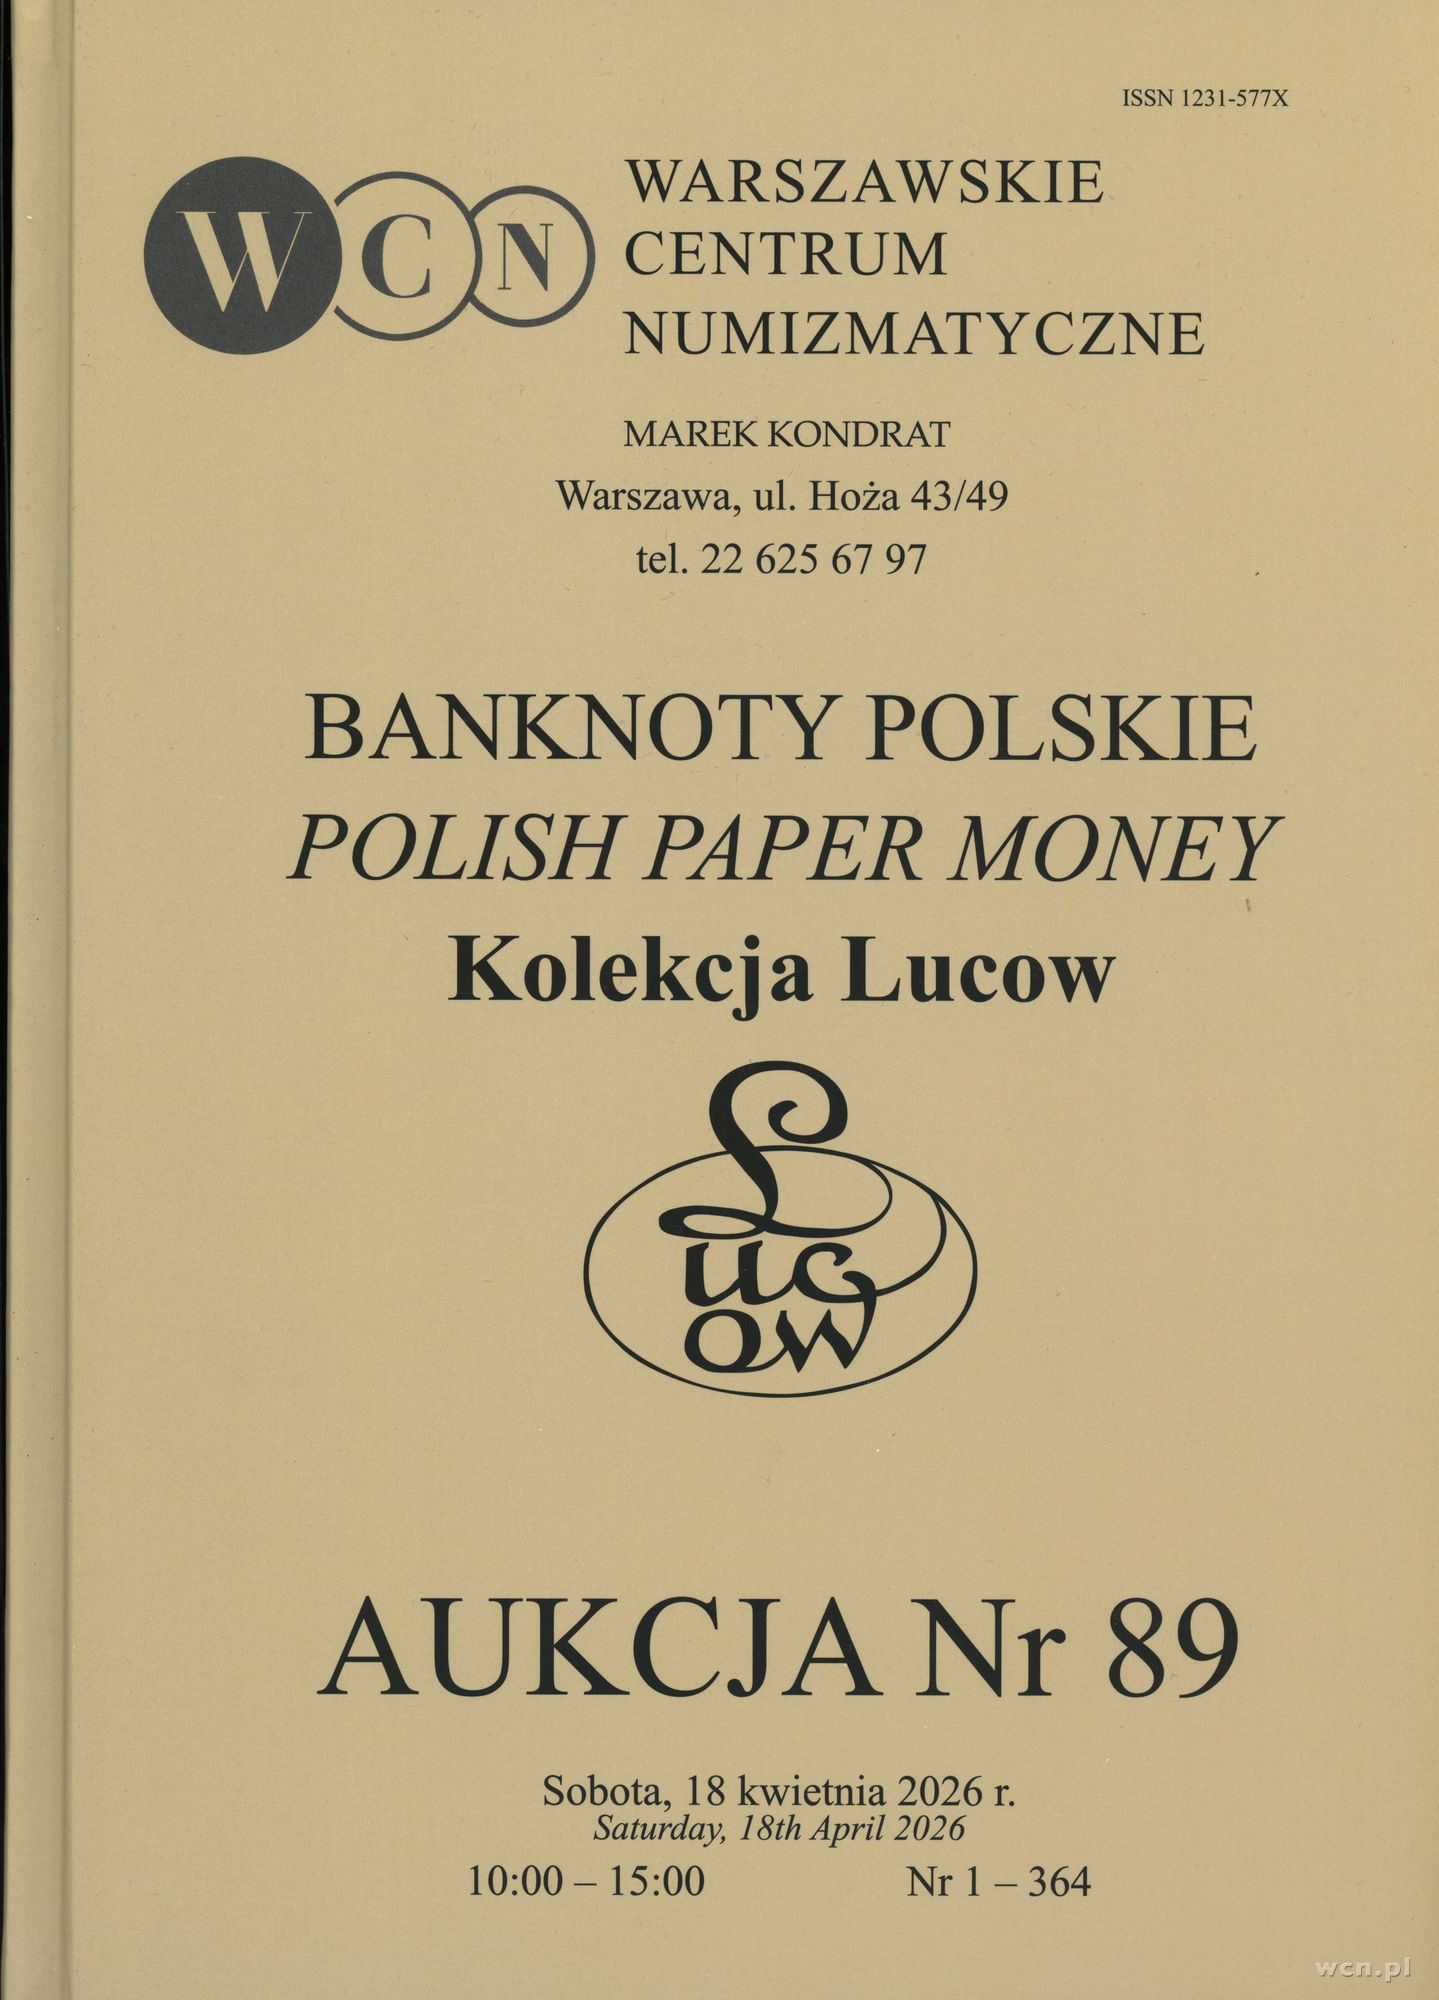 ISSN 1231-577X
WCN
WARSZAWSKIE
CENTRUM
NUMIZMATYCZNE
MAREK KONDRAT
Warszawa, ul. Hoża 43/49
tel. 22 625 67 97
BANKNOTY POLSKIE
POLISH PAPER MONEY
Kolekcja Lucow
Luc
ow
AUKCJA Nr 89
Sobota, 18 kwietnia 2026 r.
Saturday, 18th April 2026
10:00 – 15:00 Nr 1 – 364
wcn.pl